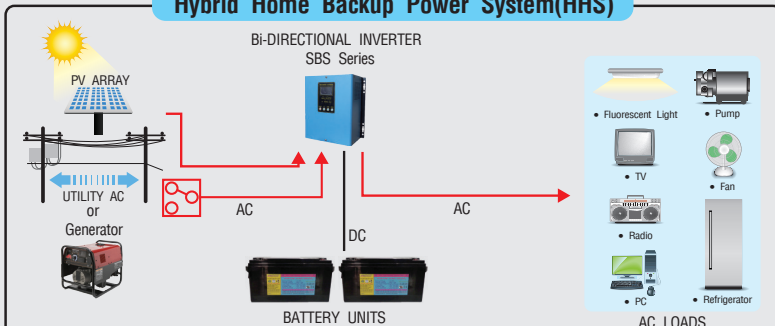 Hybrid Home Backup Power System(HHS)
Bi-DIRECTIONAL INVERTER
SBS Series
PV ARRAY
UTILITY AC
or
Generator
AC
DC
AC
BATTERY UNITS
• Fluorescent Light
• Pump
• TV
• Fan
• Radio
• PC
• Refrigerator
AC LOADS